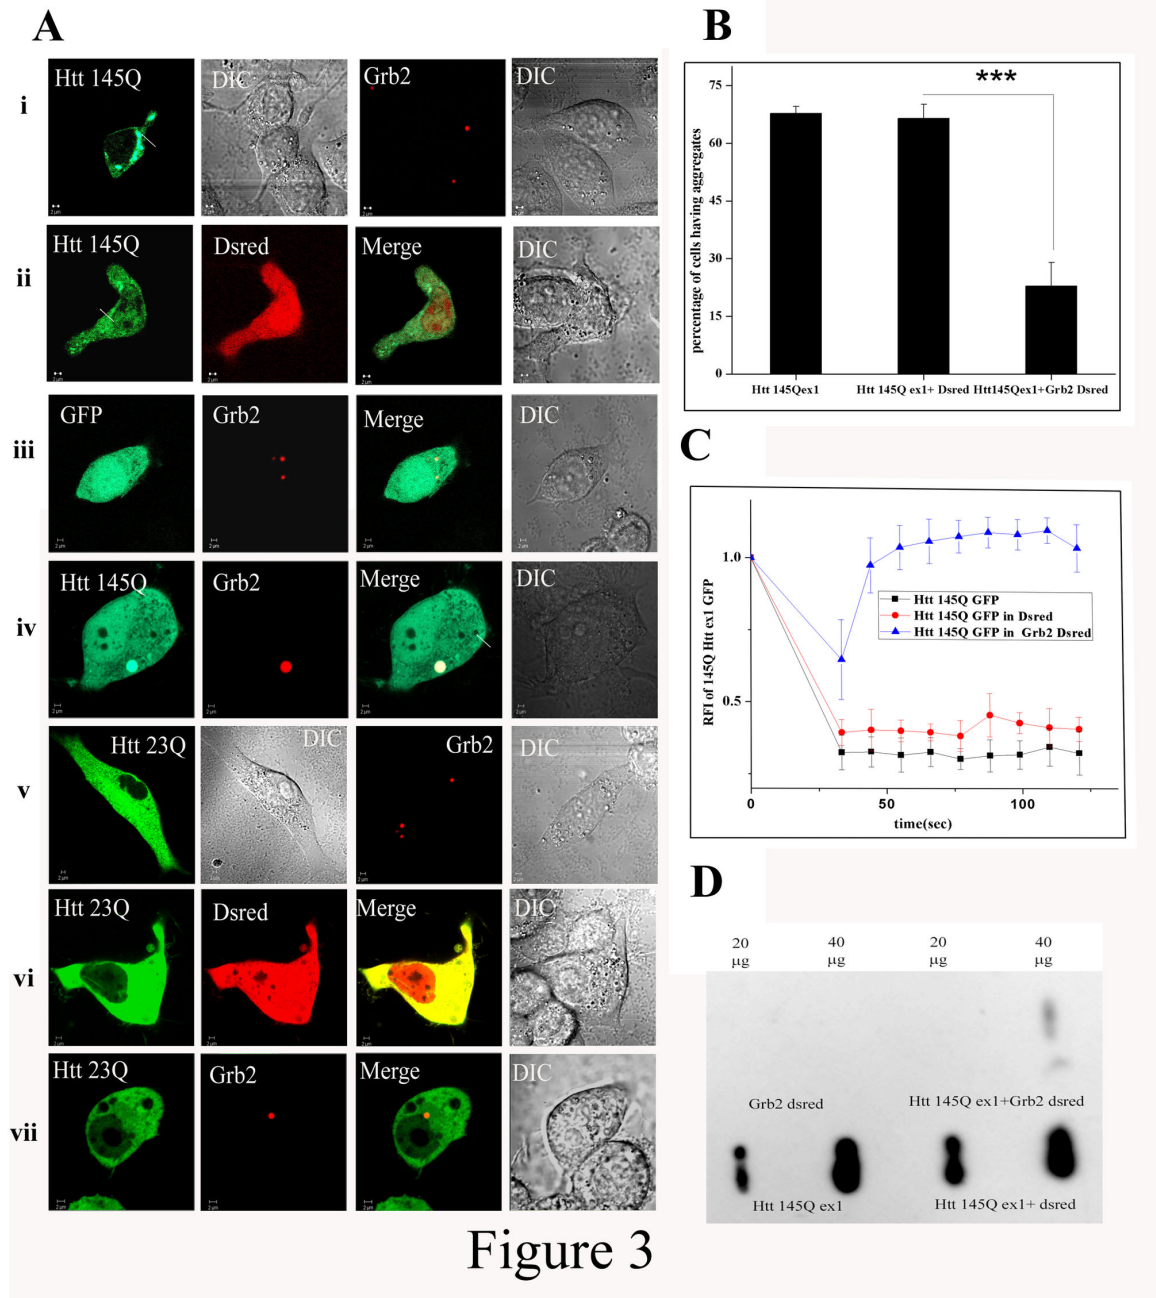 A
i
Htt 145Q
DIC
Grb2
DIC
ii
Htt 145Q
Dsred
Merge
DIC
iii
GFP
Grb2
Merge
DIC
iv
Htt 145Q
Grb2
Merge
DIC
v
Htt 23Q
DIC
Grb2
DIC
vi
Htt 23Q
Dsred
Merge
DIC
vii
Htt 23Q
Grb2
Merge
DIC
2 μm
B
percentage of cells having aggregates
75
60
45
30
15
0
***
Htt 145Qex1
Htt 145Q ex1+ Dsred
Htt145Qex1+Grb2 Dsred
C
RFI of 145Q Htt ex1 GFP
1.0
0.5
Htt 145Q GFP
Htt 145Q GFP in Dsred
Htt 145Q GFP in Grb2 Dsred
0
50
100
time(sec)
D
20 μg
40 μg
20 μg
40 μg
Grb2 dsred
Htt 145Q ex1+Grb2 dsred
Htt 145Q ex1
Htt 145Q ex1+ dsred
Figure 3